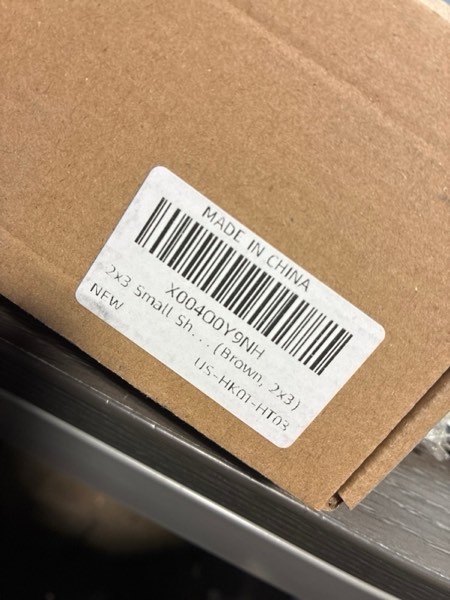 MADE IN CHINA
X00400Y9NH
2x3 Small Sh... (Brown, 2x3)
NEW
US-HK01-HT03